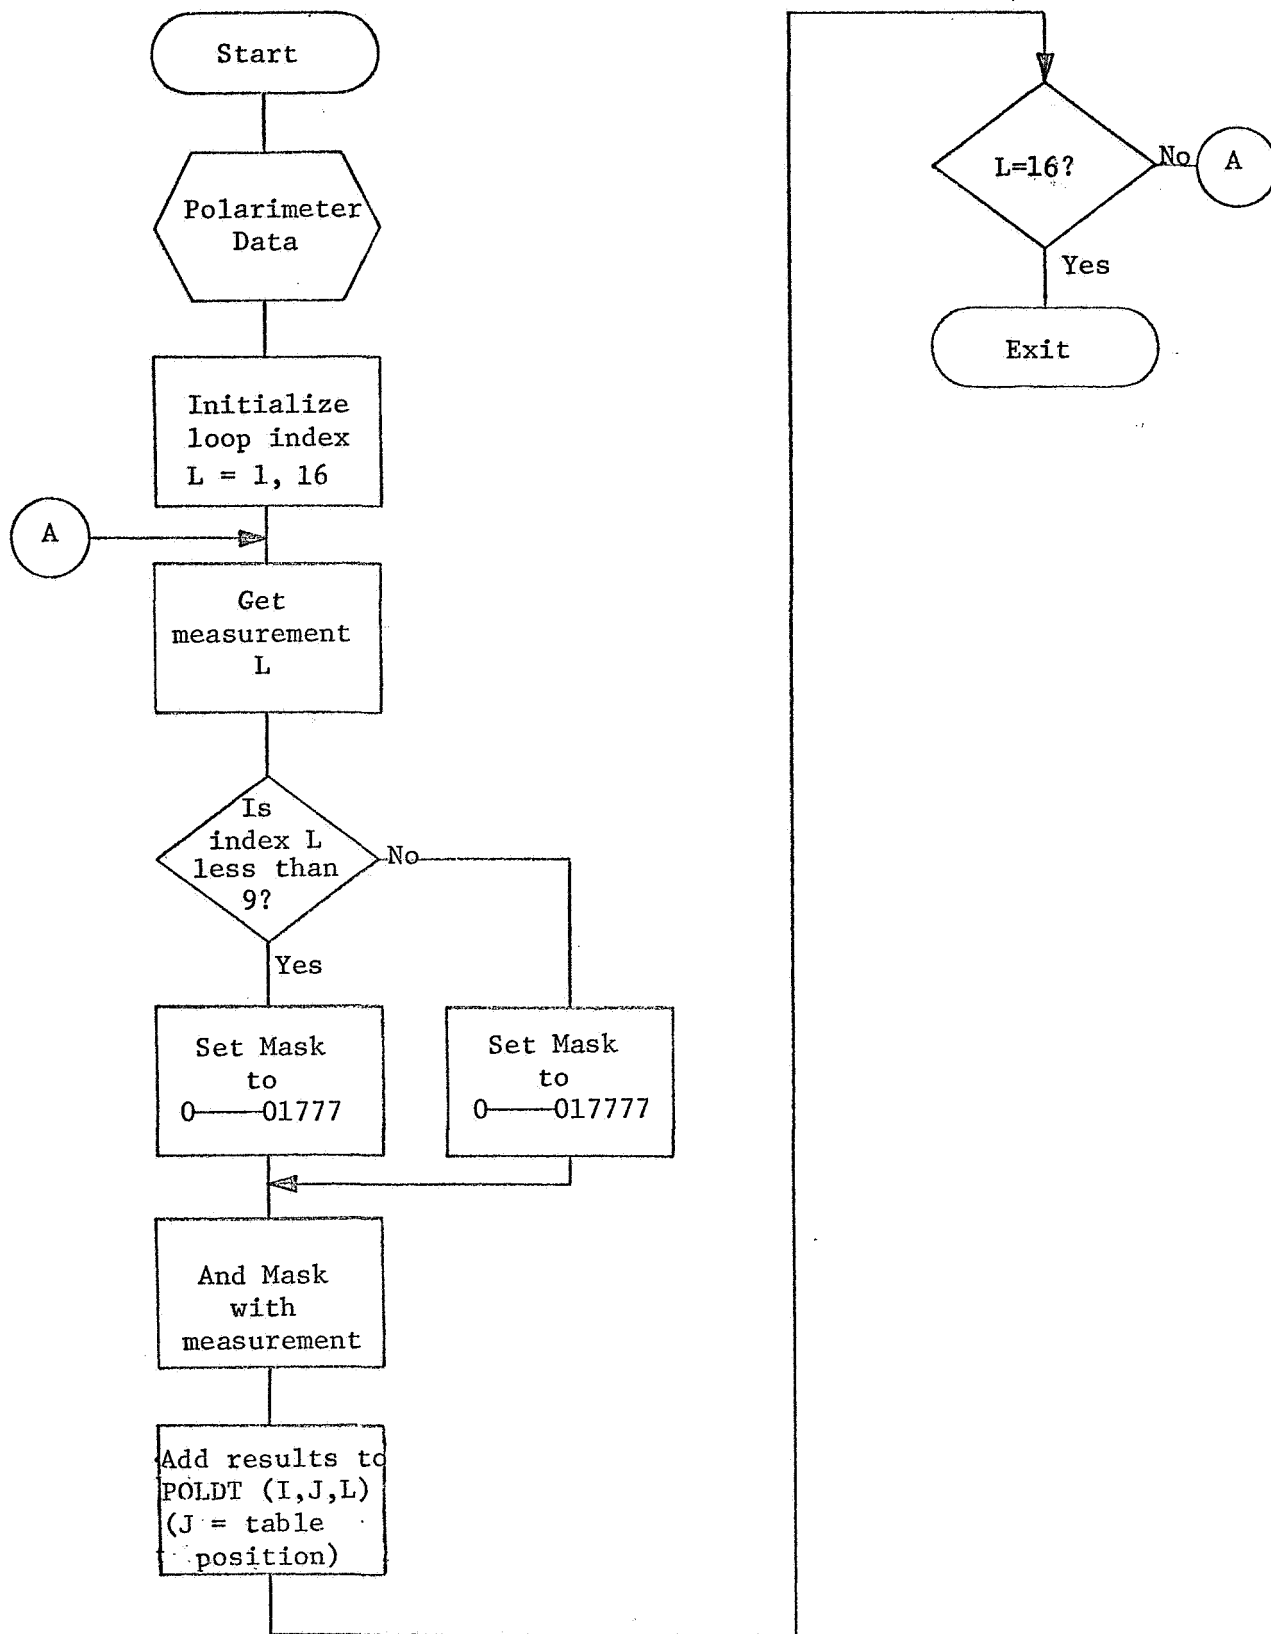 Start
Polarimeter
Data
Initialize
loop index
L = 1, 16
A
Get
measurement
L
Is
index L
less than
9?
No
Yes
Set Mask
to
0——01777
Set Mask
to
0——017777
And Mask
with
measurement
Add results to
POLDT (I,J,L)
(J = table
position)
L=16?
No
A
Yes
Exit